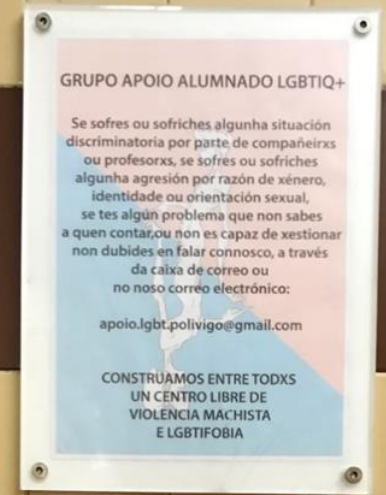 GRUPO APOIO ALUMNADO LGBTIQ+
Se sofres ou sofriches algunha situación
discriminatoria por parte de compañeirxs
ou profesorxs, se sofres ou sofriches
algunha agresión por razón de xénero,
identidade ou orientación sexual,
se tes algún problema que non sabes
a quen contar,ou non es capaz de xestionar
non dubides en falar connosco, a través
da caixa de correo ou
no noso correo electrónico:
apoio.lgbt.polivigo@gmail.com
CONSTRUAMOS ENTRE TODXS
UN CENTRO LIBRE DE
VIOLENCIA MACHISTA
E LGBTIFOBIA